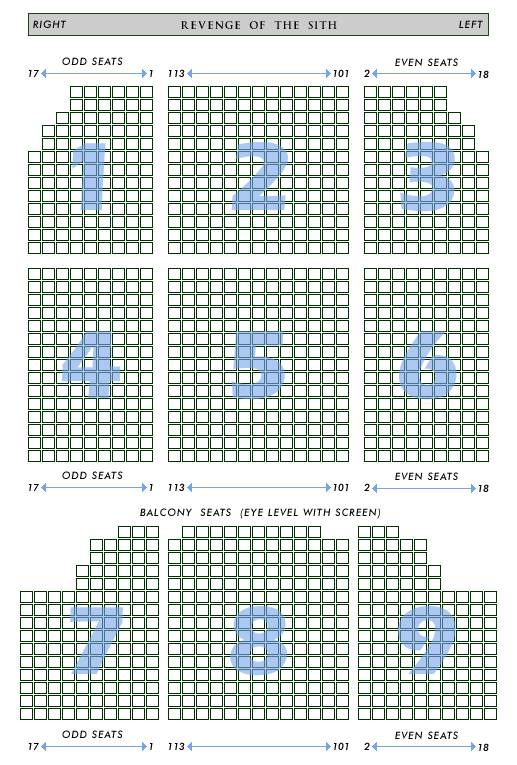 RIGHT REVENGE OF THE SITH LEFT
ODD SEATS EVEN SEATS
17 1 113 101 2 18
1 2 3
4 5 6
ODD SEATS EVEN SEATS
17 1 113 101 2 18
BALCONY SEATS (EYE LEVEL WITH SCREEN)
7 8 9
ODD SEATS EVEN SEATS
17 1 113 101 2 18